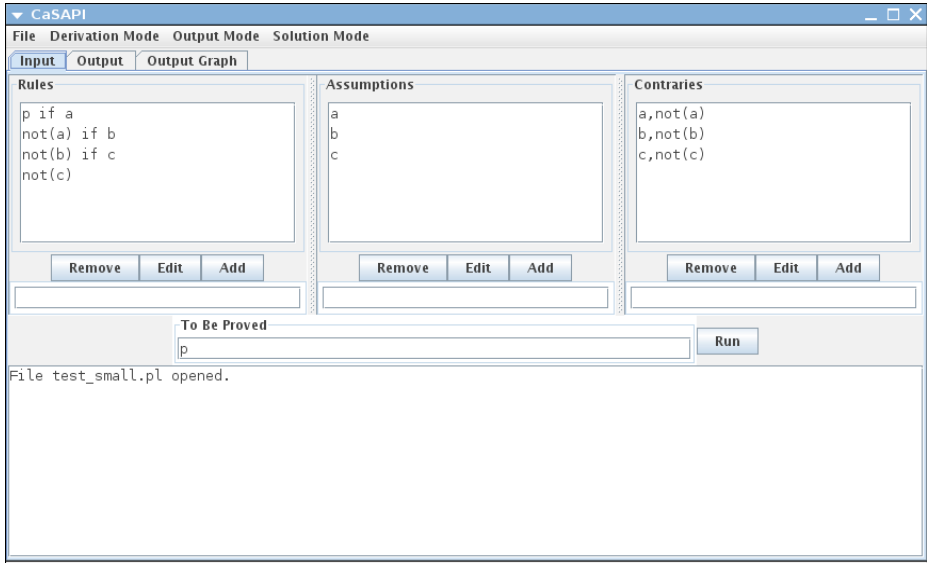 CaSAPI
File Derivation Mode Output Mode Solution Mode
Input Output Output Graph
Rules
p if a
not(a) if b
not(b) if c
not(c)
Remove Edit Add
Assumptions
a
b
c
Remove Edit Add
Contraries
a,not(a)
b,not(b)
c,not(c)
Remove Edit Add
To Be Proved
p
Run
File test_small.pl opened.